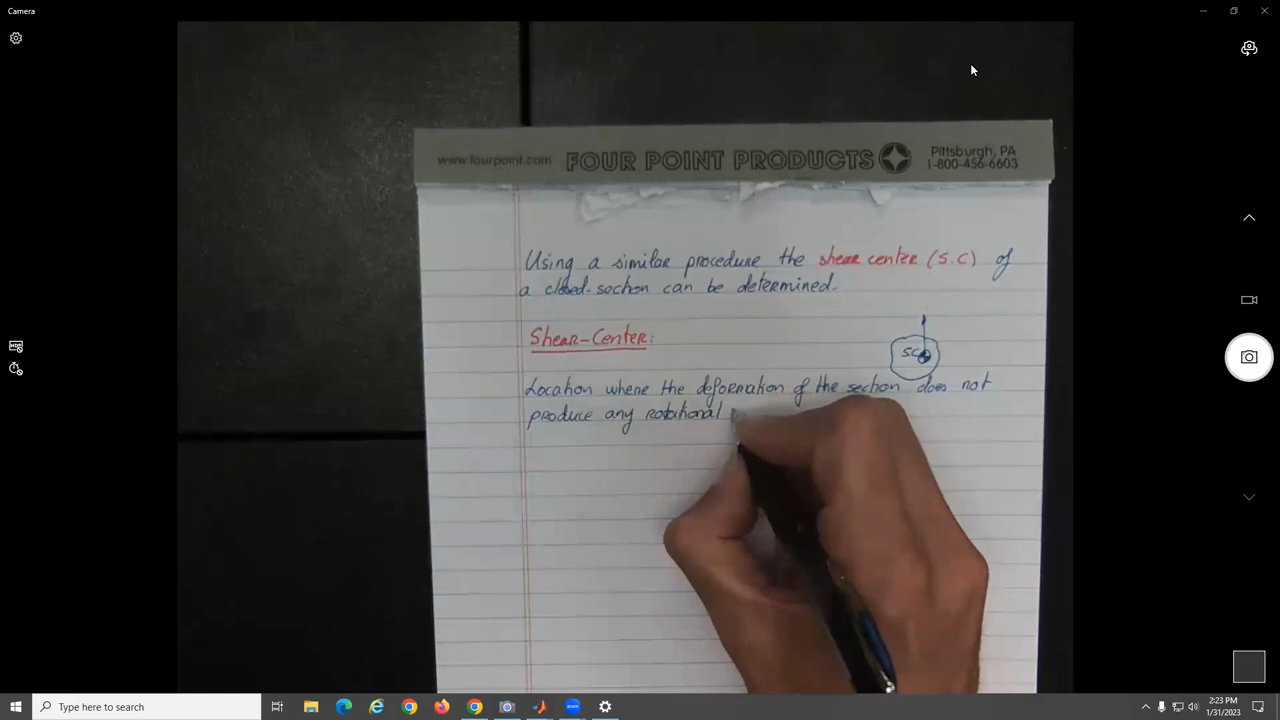 Camera
www.fourpoint.com FOUR POINT PRODUCTS Pittsburgh, PA
1-800-456-6603
Using a similar procedure the shear center (S.C) of
a closed-section can be determined.
Shear-Center:
S.C
Location where the deformation of the section does not
produce any rotational
Type here to search
2:23 PM
1/31/2023